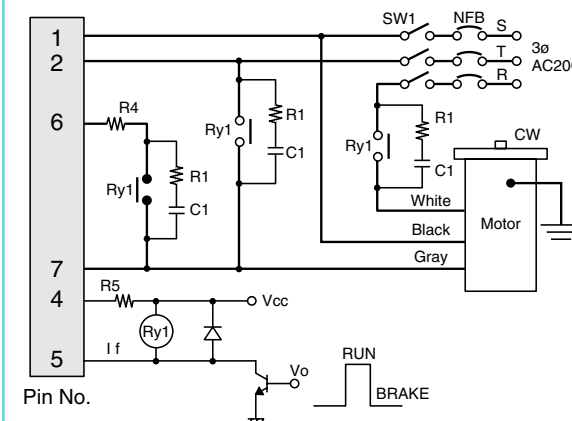 SW1 NFB S
1
2
T
R
3ø
AC200
6
R4
Ry1
R1
C1
Ry1
R1
C1
Ry1
R1
C1
CW
White
Black
Gray
Motor
7
4
R5
Vcc
Ry1
5
I f
Vo
RUN
BRAKE
Pin No.